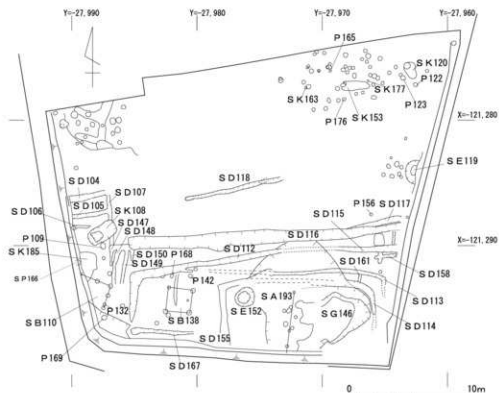 Y=-27,990
Y=-27,980
Y=-27,970
Y=-27,960
P165
SK120
P122
P123
SK177
SK163
SK153
P176
X=-121,280
SE119
SD104
SD107
SD118
SD105
SK108
SD106
SD147
SD148
P156
SD117
SD115
P109
SD150
P168
SD112
SD116
X=-121,290
SK185
SD149
SD161
SD158
SP166
P142
SA193
SD113
SB110
P132
SB138
SE152
SG146
SD114
P169
SD155
SD167
0
10m